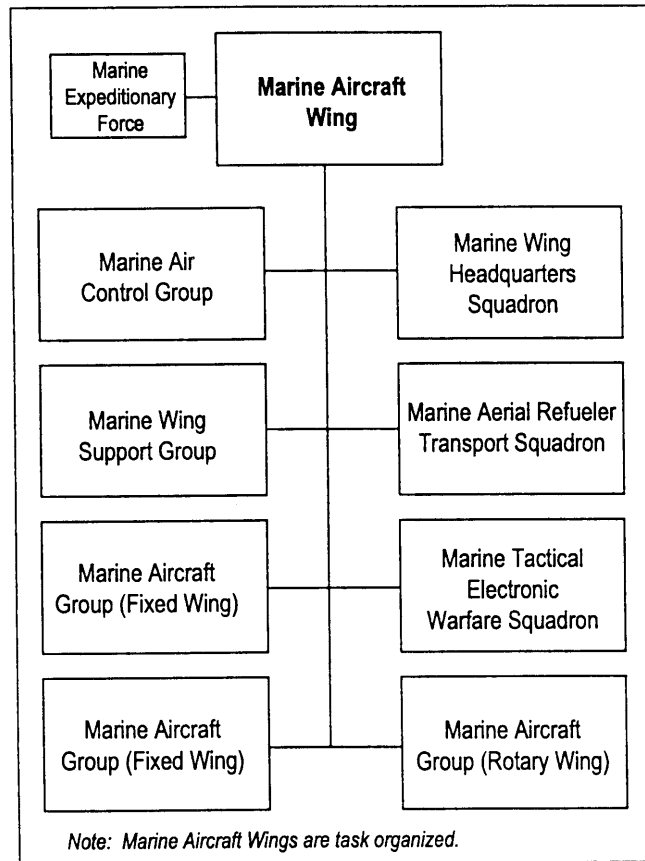 Marine
Expeditionary
Force
Marine Aircraft
Wing
Marine Air
Control Group
Marine Wing
Headquarters
Squadron
Marine Wing
Support Group
Marine Aerial Refueler
Transport Squadron
Marine Aircraft
Group (Fixed Wing)
Marine Tactical
Electronic
Warfare Squadron
Marine Aircraft
Group (Fixed Wing)
Marine Aircraft
Group (Rotary Wing)
Note: Marine Aircraft Wings are task organized.